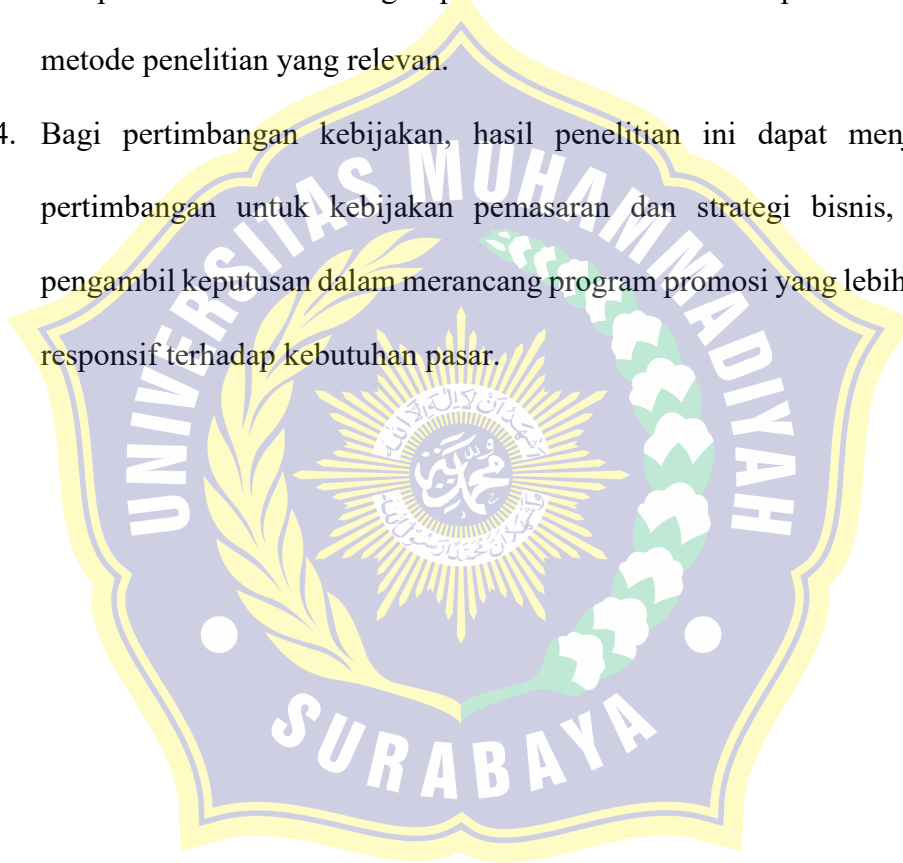 metode penelitian yang relevan.
4. Bagi pertimbangan kebijakan, hasil penelitian ini dapat
pertimbangan untuk kebijakan pemasaran dan strategi bisnis,
pengambil keputusan dalam merancang program promosi yang lebih
responsif terhadap kebutuhan pasar.
UNIVERSITAS MUHAMMADIYAH
SURABAYA